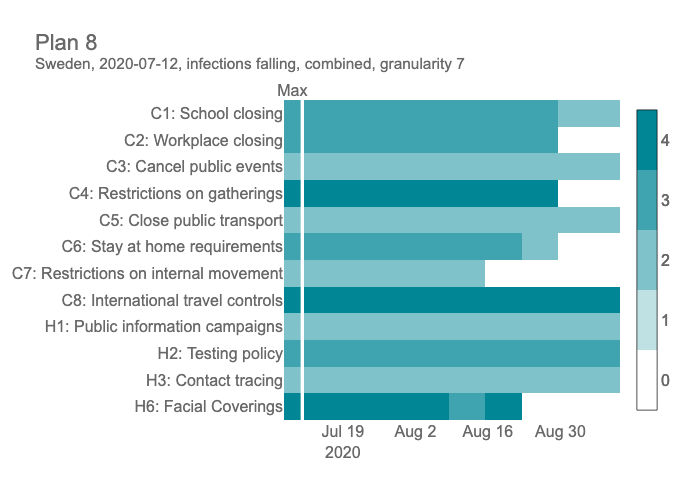 Plan 8
Sweden, 2020-07-12, infections falling, combined, granularity 7
Max
C1: School closing
C2: Workplace closing
C3: Cancel public events
C4: Restrictions on gatherings
C5: Close public transport
C6: Stay at home requirements
C7: Restrictions on internal movement
C8: International travel controls
H1: Public information campaigns
H2: Testing policy
H3: Contact tracing
H6: Facial Coverings
Jul 19 Aug 2 Aug 16 Aug 30
2020
4
3
2
1
0